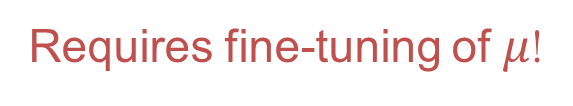 Requires fine-tuning of μ!